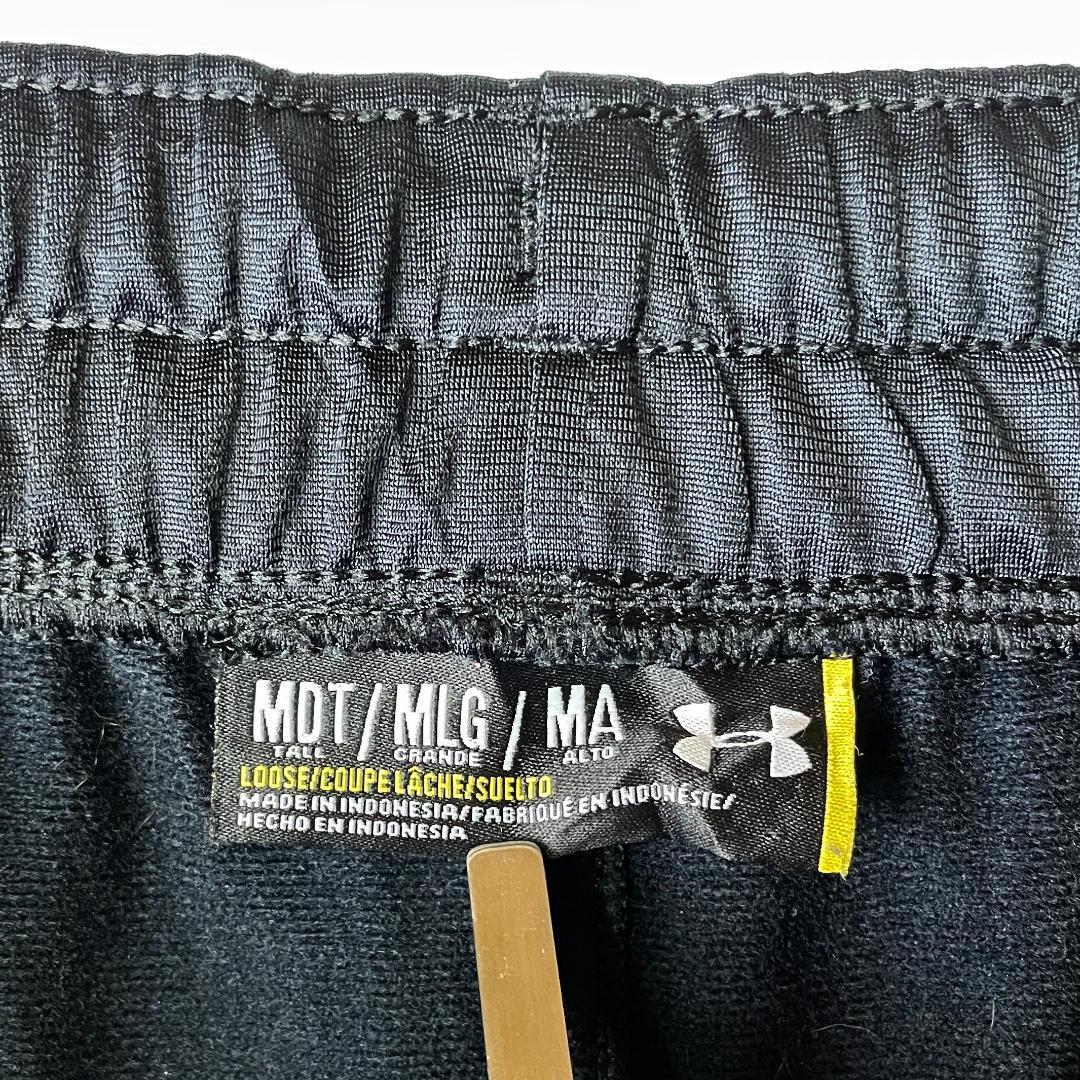 MDT/MLG/MA
TALL GRANDE ALTO
LOOSE/COUPE LÂCHE/SUELTO
MADE IN INDONESIA/FABRIQUÉ EN INDONÉSIE/
HECHO EN INDONESIA